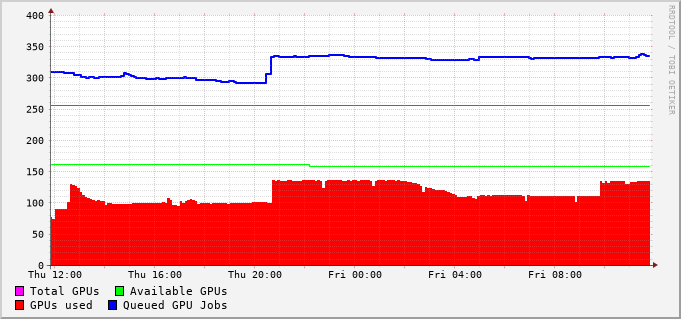 400
350
300
250
200
150
100
50
0
Thu 12:00 Thu 16:00 Thu 20:00 Fri 00:00 Fri 04:00 Fri 08:00
Total GPUs Available GPUs
GPUs used Queued GPU Jobs
RRDTOOL / TOBI OETIKER